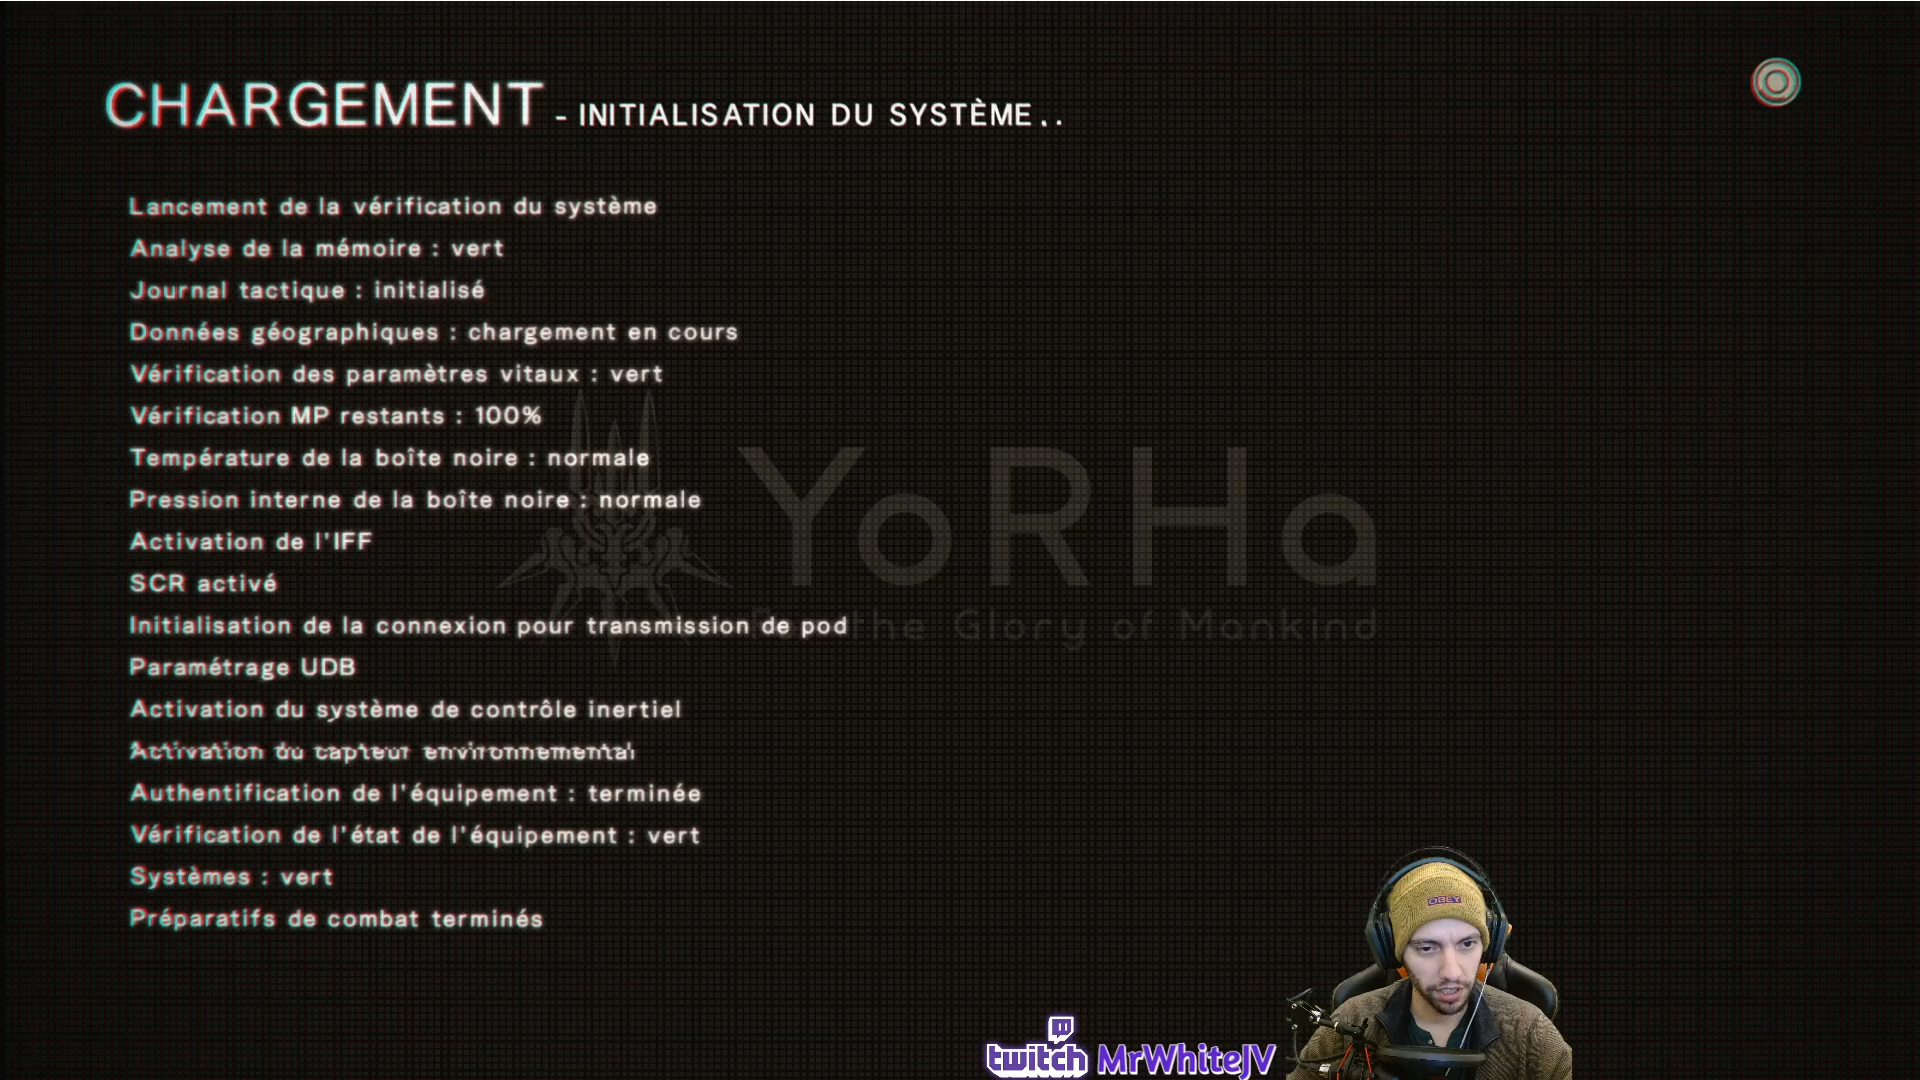 CHARGEMENT - INITIALISATION DU SYSTÈME..
Lancement de la vérification du système
Analyse de la mémoire : vert
Journal tactique : initialisé
Données géographiques : chargement en cours
Vérification des paramètres vitaux : vert
Vérification MP restants : 100%
Température de la boîte noire : normale
Pression interne de la boîte noire : normale
Activation de l'IFF
SCR activé
Initialisation de la connexion pour transmission de pod
Paramétrage UDB
Activation du système de contrôle inertiel
Activation du capteur environnemental
Authentification de l'équipement : terminée
Vérification de l'état de l'équipement : vert
Systèmes : vert
Préparatifs de combat terminés
YoRHa
the Glory of Mankind
OBEY
twitch MrWhiteJV